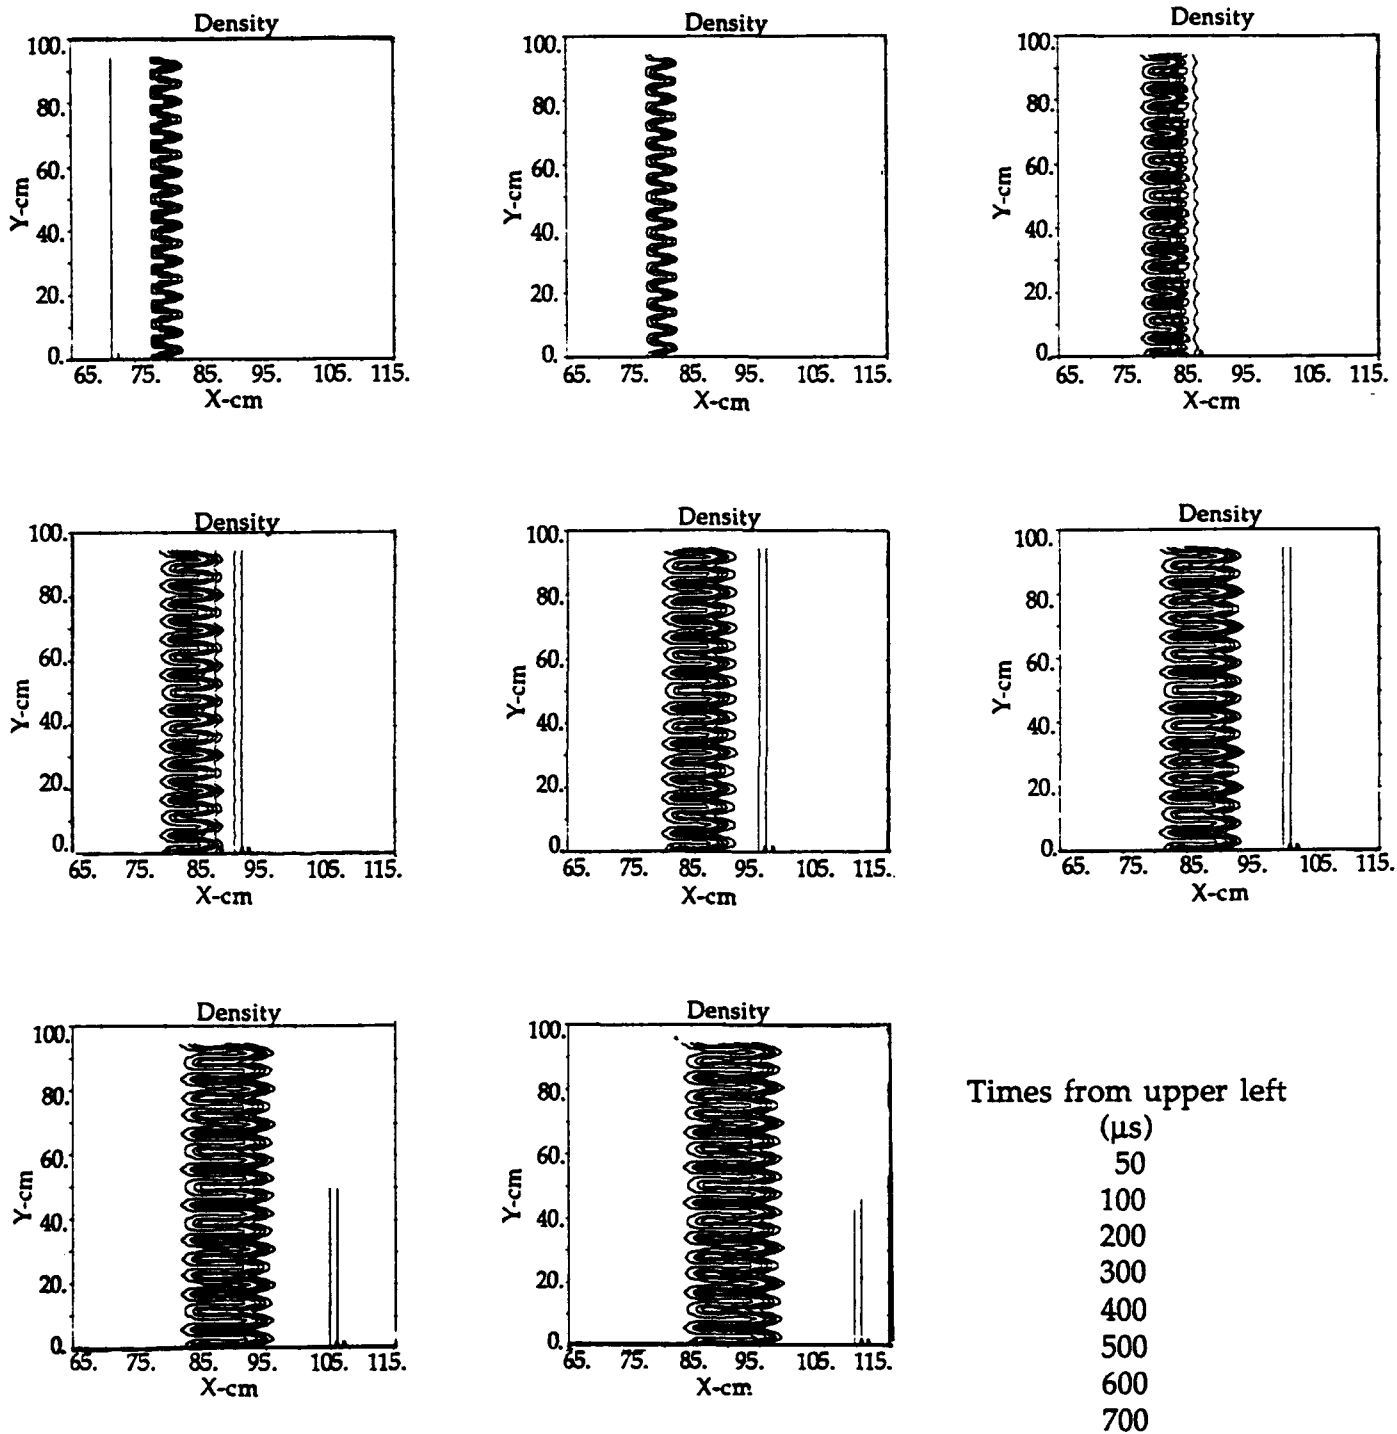 Density
100.
80.
60.
40.
20.
0.
Y-cm
65. 75. 85. 95. 105. 115.
X-cm
Density
100.
80.
60.
40.
20.
0.
Y-cm
65. 75. 85. 95. 105. 115.
X-cm
Density
100.
80.
60.
40.
20.
0.
Y-cm
65. 75. 85. 95. 105. 115.
X-cm
Density
100.
80.
60.
40.
20.
0.
Y-cm
65. 75. 85. 95. 105. 115.
X-cm
Density
100.
80.
60.
40.
20.
0.
Y-cm
65. 75. 85. 95. 105. 115.
X-cm
Density
100.
80.
60.
40.
20.
0.
Y-cm
65. 75. 85. 95. 105. 115.
X-cm
Density
100.
80.
60.
40.
20.
0.
Y-cm
65. 75. 85. 95. 105. 115.
X-cm
Density
100.
80.
60.
40.
20.
0.
Y-cm
65. 75. 85. 95. 105. 115.
X-cm
Times from upper left
(μs)
50
100
200
300
400
500
600
700